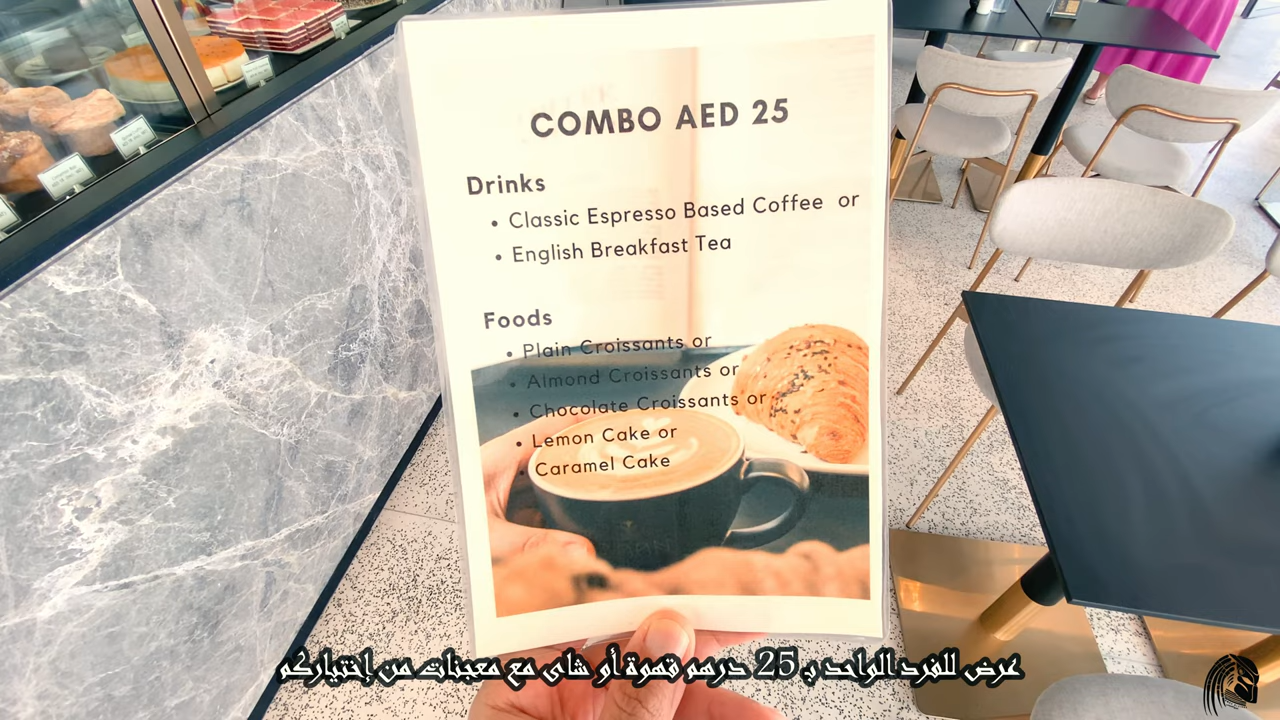 COMBO AED 25
Drinks
• Classic Espresso Based Coffee or
• English Breakfast Tea
Foods
• Plain Croissants or
• Almond Croissants or
• Chocolate Croissants or
• Lemon Cake or
• Caramel Cake
عرض للفرد الواحد بـ 25 درهم قهوة أو شاى مع معجنات من إختياركم